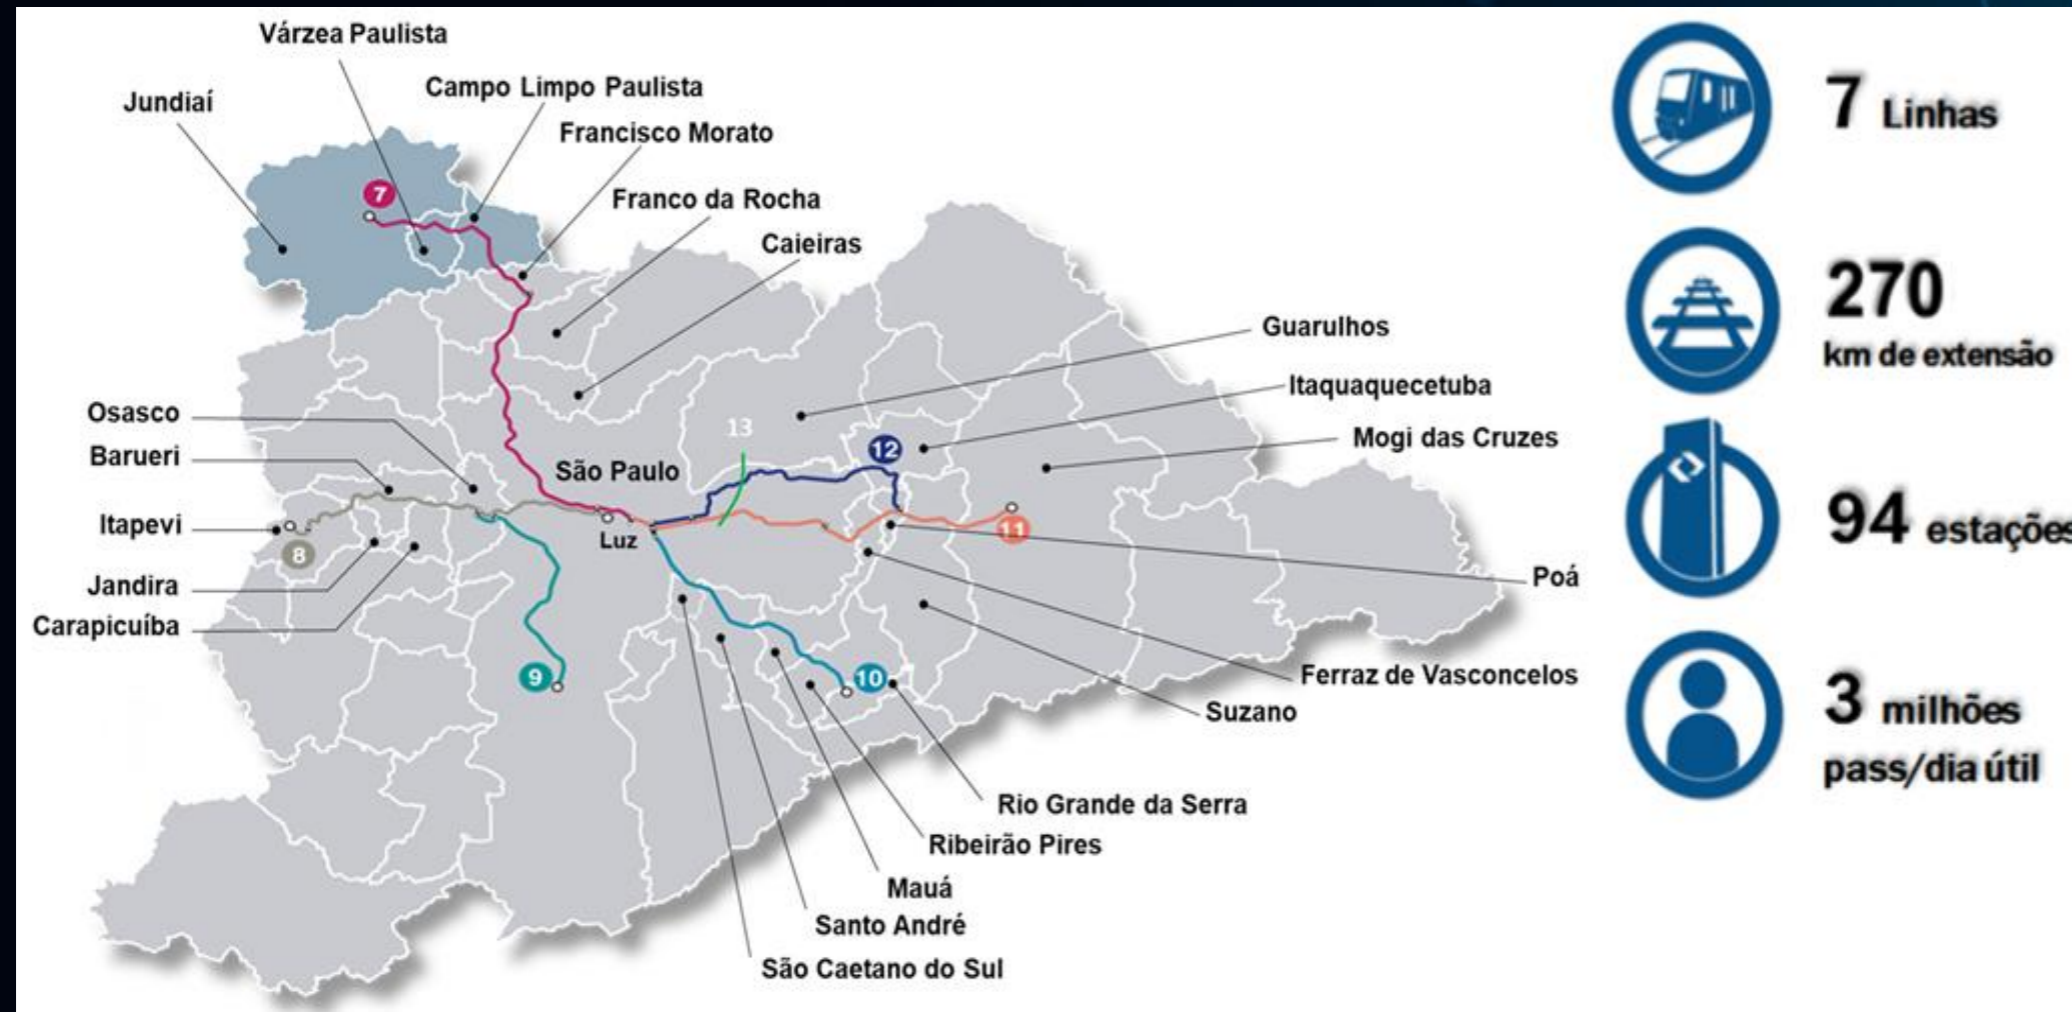 Várzea Paulista
Campo Limpo Paulista
Jundiaí
Francisco Morato
Franco da Rocha
Caieiras
7
Guarulhos
Itaquaquecetuba
Mogi das Cruzes
Osasco
Barueri
Itapevi
Jandira
Carapicuíba
13
12
São Paulo
Luz
11
8
9
10
Poá
Ferraz de Vasconcelos
Suzano
Rio Grande da Serra
Ribeirão Pires
Mauá
Santo André
São Caetano do Sul
7 Linhas
270
km de extensão
94 estações
3 milhões
pass/dia útil